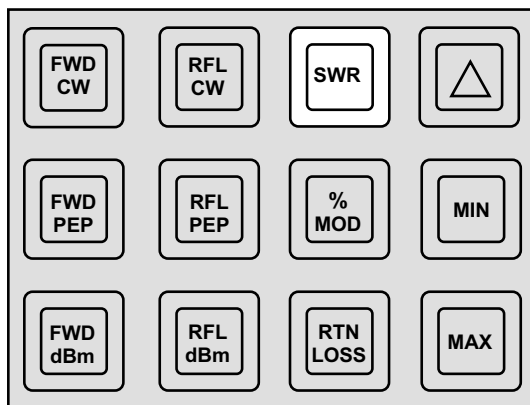 FWD
CW
RFL
CW
SWR
FWD
PEP
RFL
PEP
%
MOD
MIN
FWD
dBm
RFL
dBm
RTN
LOSS
MAX